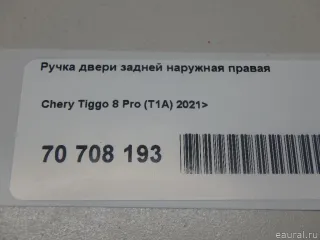 Ручка двери задней наружная правая
Chery Tiggo 8 Pro (T1A) 2021>
70 708 193
eaural.ru